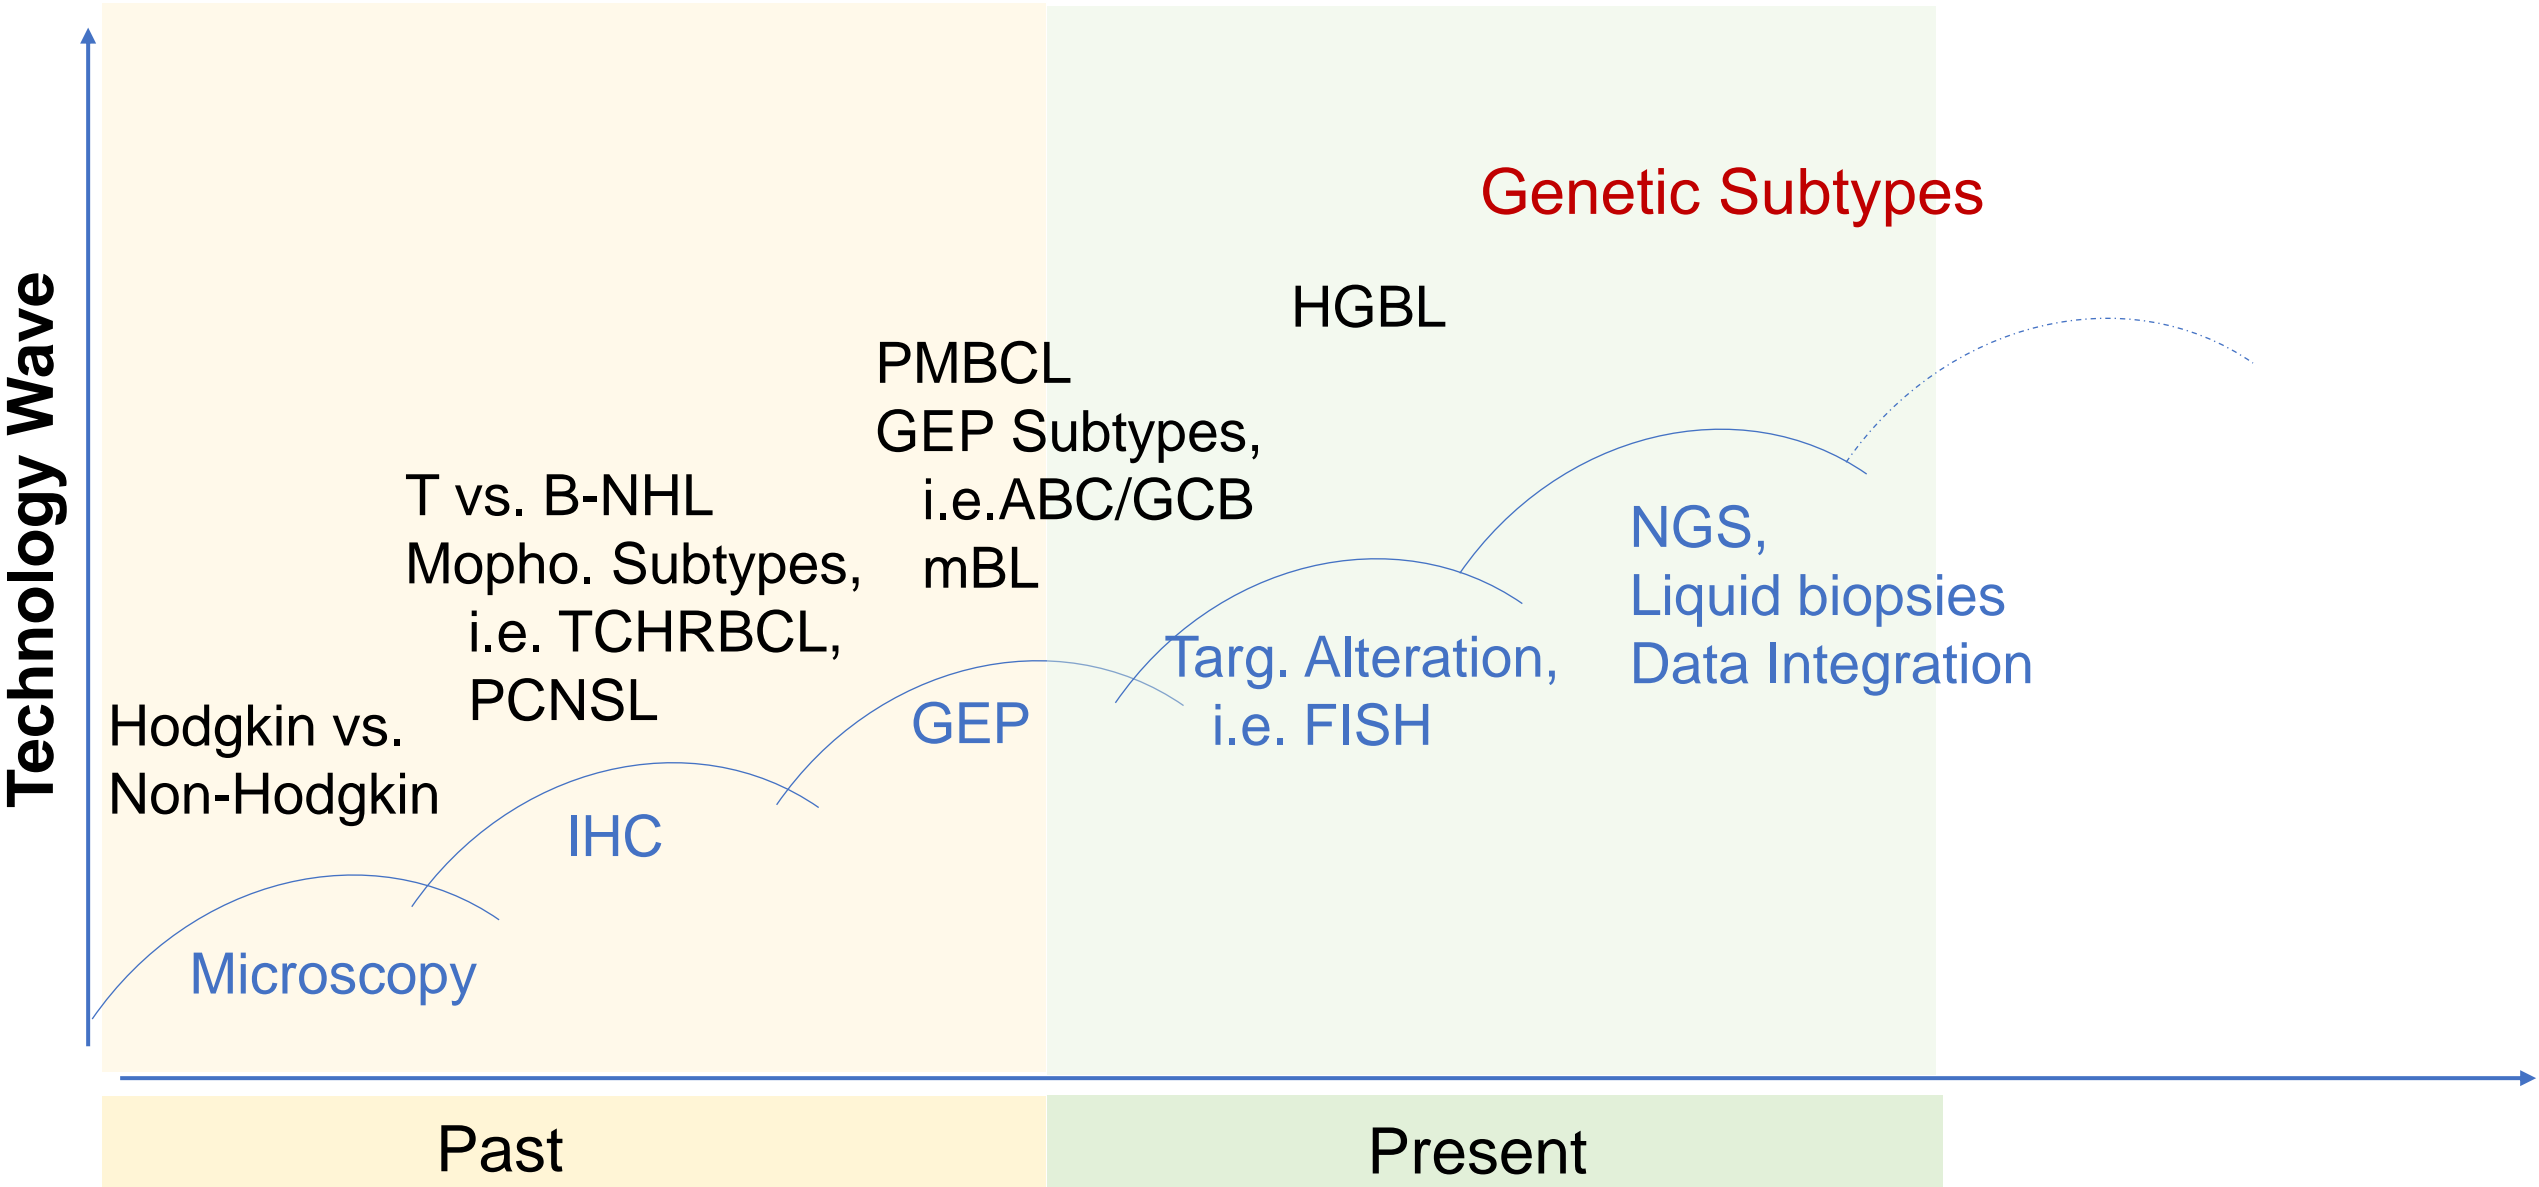 Technology Wave
Genetic Subtypes
HGBL
PMBCL
GEP Subtypes,
i.e.ABC/GCB
mBL
T vs. B-NHL
Mopho. Subtypes,
i.e. TCHRBCL,
PCNSL
Hodgkin vs.
Non-Hodgkin
Microscopy
IHC
GEP
Targ. Alteration,
i.e. FISH
NGS,
Liquid biopsies
Data Integration
Past
Present